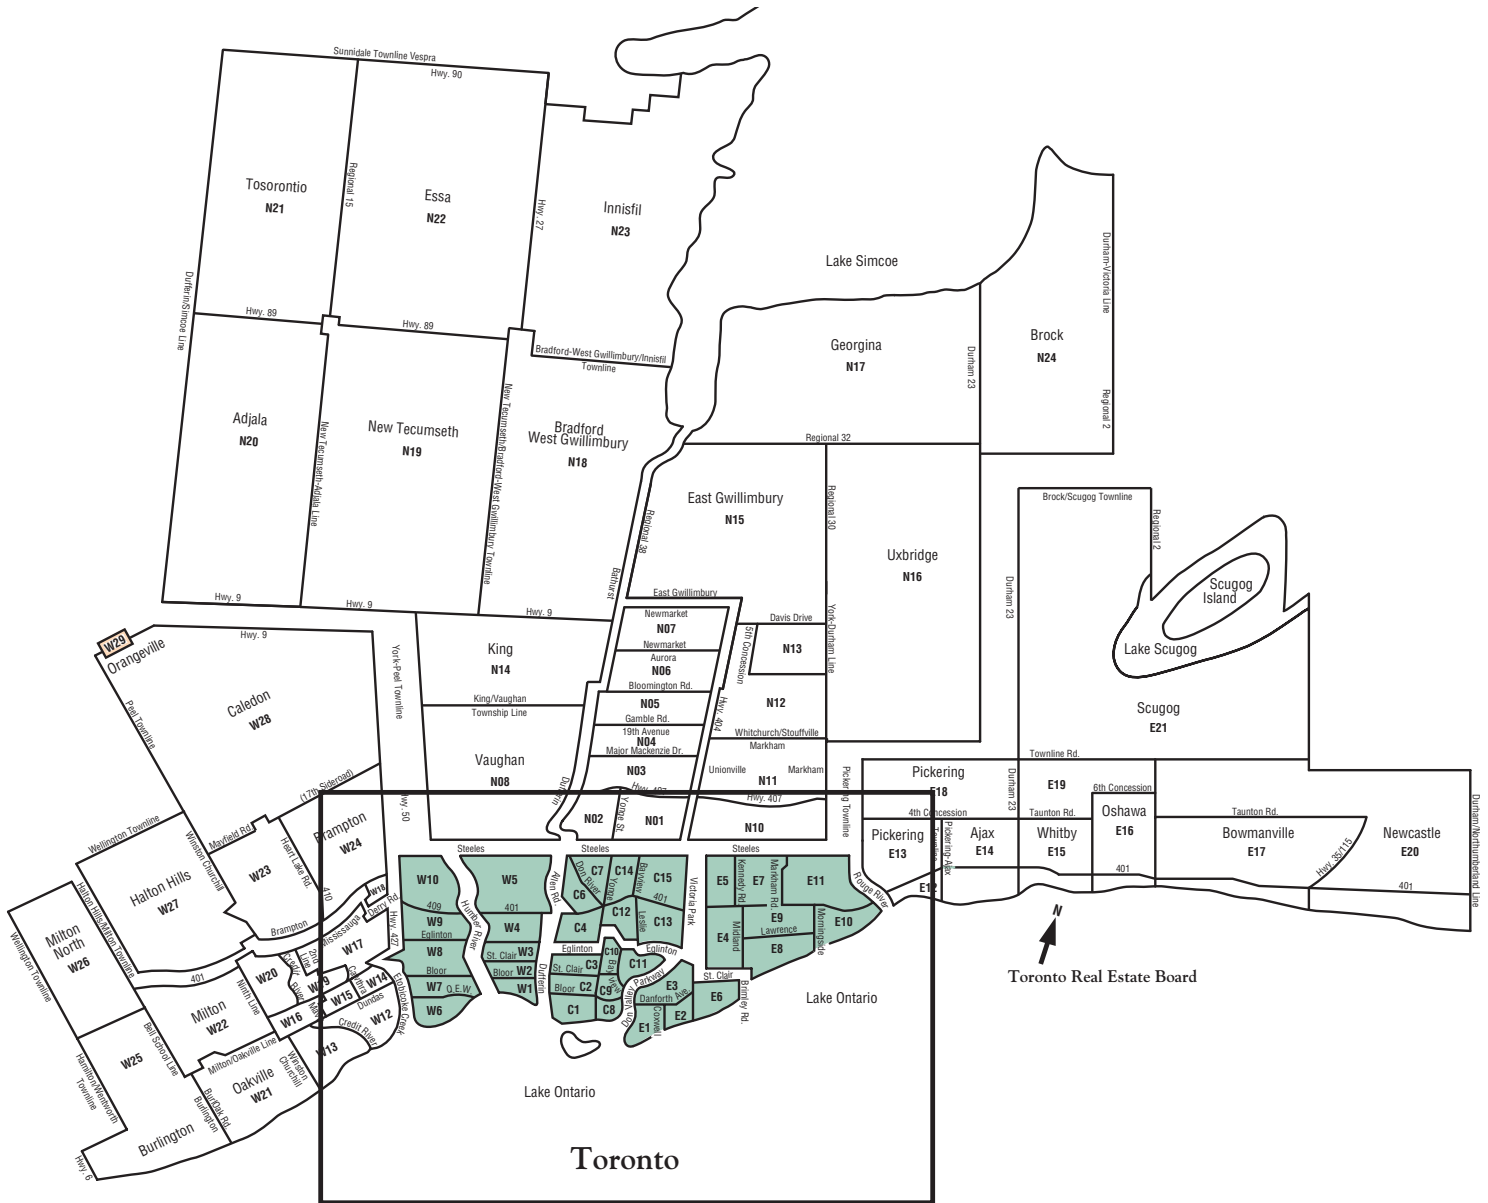 Sunnidale Townline Vespra
Hwy. 90
Tosorontio
N21
Regional 15
Essa
N22
Hwy. 27
Innisfil
N23
Dufferin/Simcoe Line
Hwy. 89
Hwy. 89
Bradford-West Gwillimbury/Innisfil
Townline
Lake Simcoe
Georgina
N17
Durham 23
Brock
N24
Durham-Victoria Line
Regional 2
Adjala
N20
New Tecumseth-Adjala Line
New Tecumseth
N19
New Tecumseth/Bradford-West Gwillimbury Townline
Bradford
West Gwillimbury
N18
Regional 32
East Gwillimbury
N15
Regional 38
Bathurst
Regional 30
Uxbridge
N16
Durham 23
Brock/Scugog Townline
Regional 2
Scugog
Island
Lake Scugog
Scugog
E21
Hwy. 9
Hwy. 9
Hwy. 9
East Gwillimbury
Newmarket
N07
Newmarket
Aurora
N06
Bloomington Rd.
N05
Gamble Rd.
19th Avenue
N04
Major Mackenzie Dr.
N03
Hwy. 407
Davis Drive
5th Concession
N13
York-Durham Line
N12
Hwy. 404
Whitchurch/Stouffville
Markham
Unionville
Markham
N11
Hwy. 407
N10
W29
Orangeville
Hwy. 9
Peel Townline
Caledon
W28
York-Peel Townline
King
N14
King/Vaughan
Township Line
Vaughan
N08
Dufferin
N02
Yonge St.
N01
Pickering Townline
Townline Rd.
Pickering
E18
Durham 23
E19
6th Concession
4th Concession
Taunton Rd.
Taunton Rd.
Pickering
E13
Pickering-Ajax
Townline
Ajax
E14
Whitby
E15
Oshawa
E16
Bowmanville
E17
Hwy. 35/115
Newcastle
E20
Durham/Northumberland Line
401
401
E12
Rouge River
(17th Sideroad)
Hwy. 50
Wellington Townline
Winston Churchill
Mayfield Rd.
Brampton
W24
Heart Lake Rd.
W23
410
Halton Hills
W27
Halton Hills/Milton Townline
Milton
North
W26
Wellington Townline
Brampton
Mississauga
W18
Derry Rd.
Hwy. 427
W17
2nd Line
Credit River
W20
W19
Cawthra
W14
W15
Mavis
Dundas
W12
Etobicoke Creek
401
Milton
W22
Ninth Line
W16
Credit River
W13
Winston
Churchill
W25
Bell School Line
Hamilton/Wentworth
Townline
Milton/Oakville Line
Oakville
W21
Burl/Oak Rd.
Burlington
Burlington
Hwy. 6
Steeles
Steeles
Steeles
W10
409
W9
Eglinton
W8
Bloor
W7
Q.E.W.
W6
Humber River
W5
401
W4
St. Clair
W3
Bloor
W2
W1
Allen Rd.
Dufferin
C7
Don River
C6
C4
C14
Yonge
C12
Bayview
C15
401
Leslie
C13
Victoria Park
Eglinton
Eglinton
St. Clair
C3
Bloor
C2
C1
C10
Bayview
C9
C8
C11
Don Valley Parkway
E3
Danforth Ave.
E1
Coxwell
E2
St. Clair
E6
Brimley Rd.
E5
Kennedy Rd
E7
Markham Rd.
E11
E4
Midland
E9
Lawrence
E8
Morningside
E10
N
Toronto Real Estate Board
Lake Ontario
Lake Ontario
Toronto